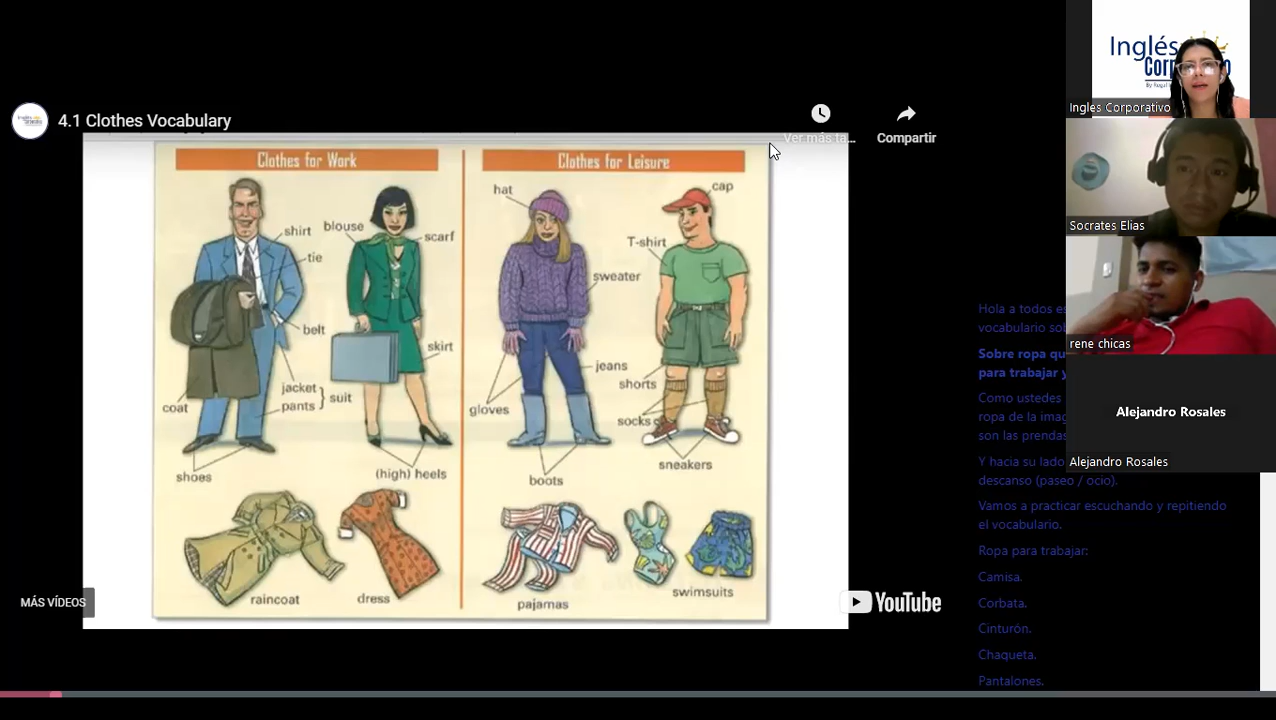 4.1 Clothes Vocabulary
Ver más ta...
Compartir
Clothes for Work
Clothes for Leisure
shirt
blouse
scarf
tie
belt
skirt
jacket
pants
suit
coat
shoes
(high) heels
raincoat
dress
hat
cap
T-shirt
sweater
jeans
shorts
gloves
socks
sneakers
boots
pajamas
swimsuits
MÁS VÍDEOS
YouTube
Hola a todos
vocabulario
Sobre ropa
para trabajar
Como ustedes
ropa de la
son las prendas
Y hacia su lado
descanso (paseo / ocio).
Vamos a practicar escuchando y repitiendo
el vocabulario.
Ropa para trabajar:
Camisa.
Corbata.
Cinturón.
Chaqueta.
Pantalones.
Inglés
Ingles Corporativo
Socrates Elias
rene chicas
Alejandro Rosales
Alejandro Rosales